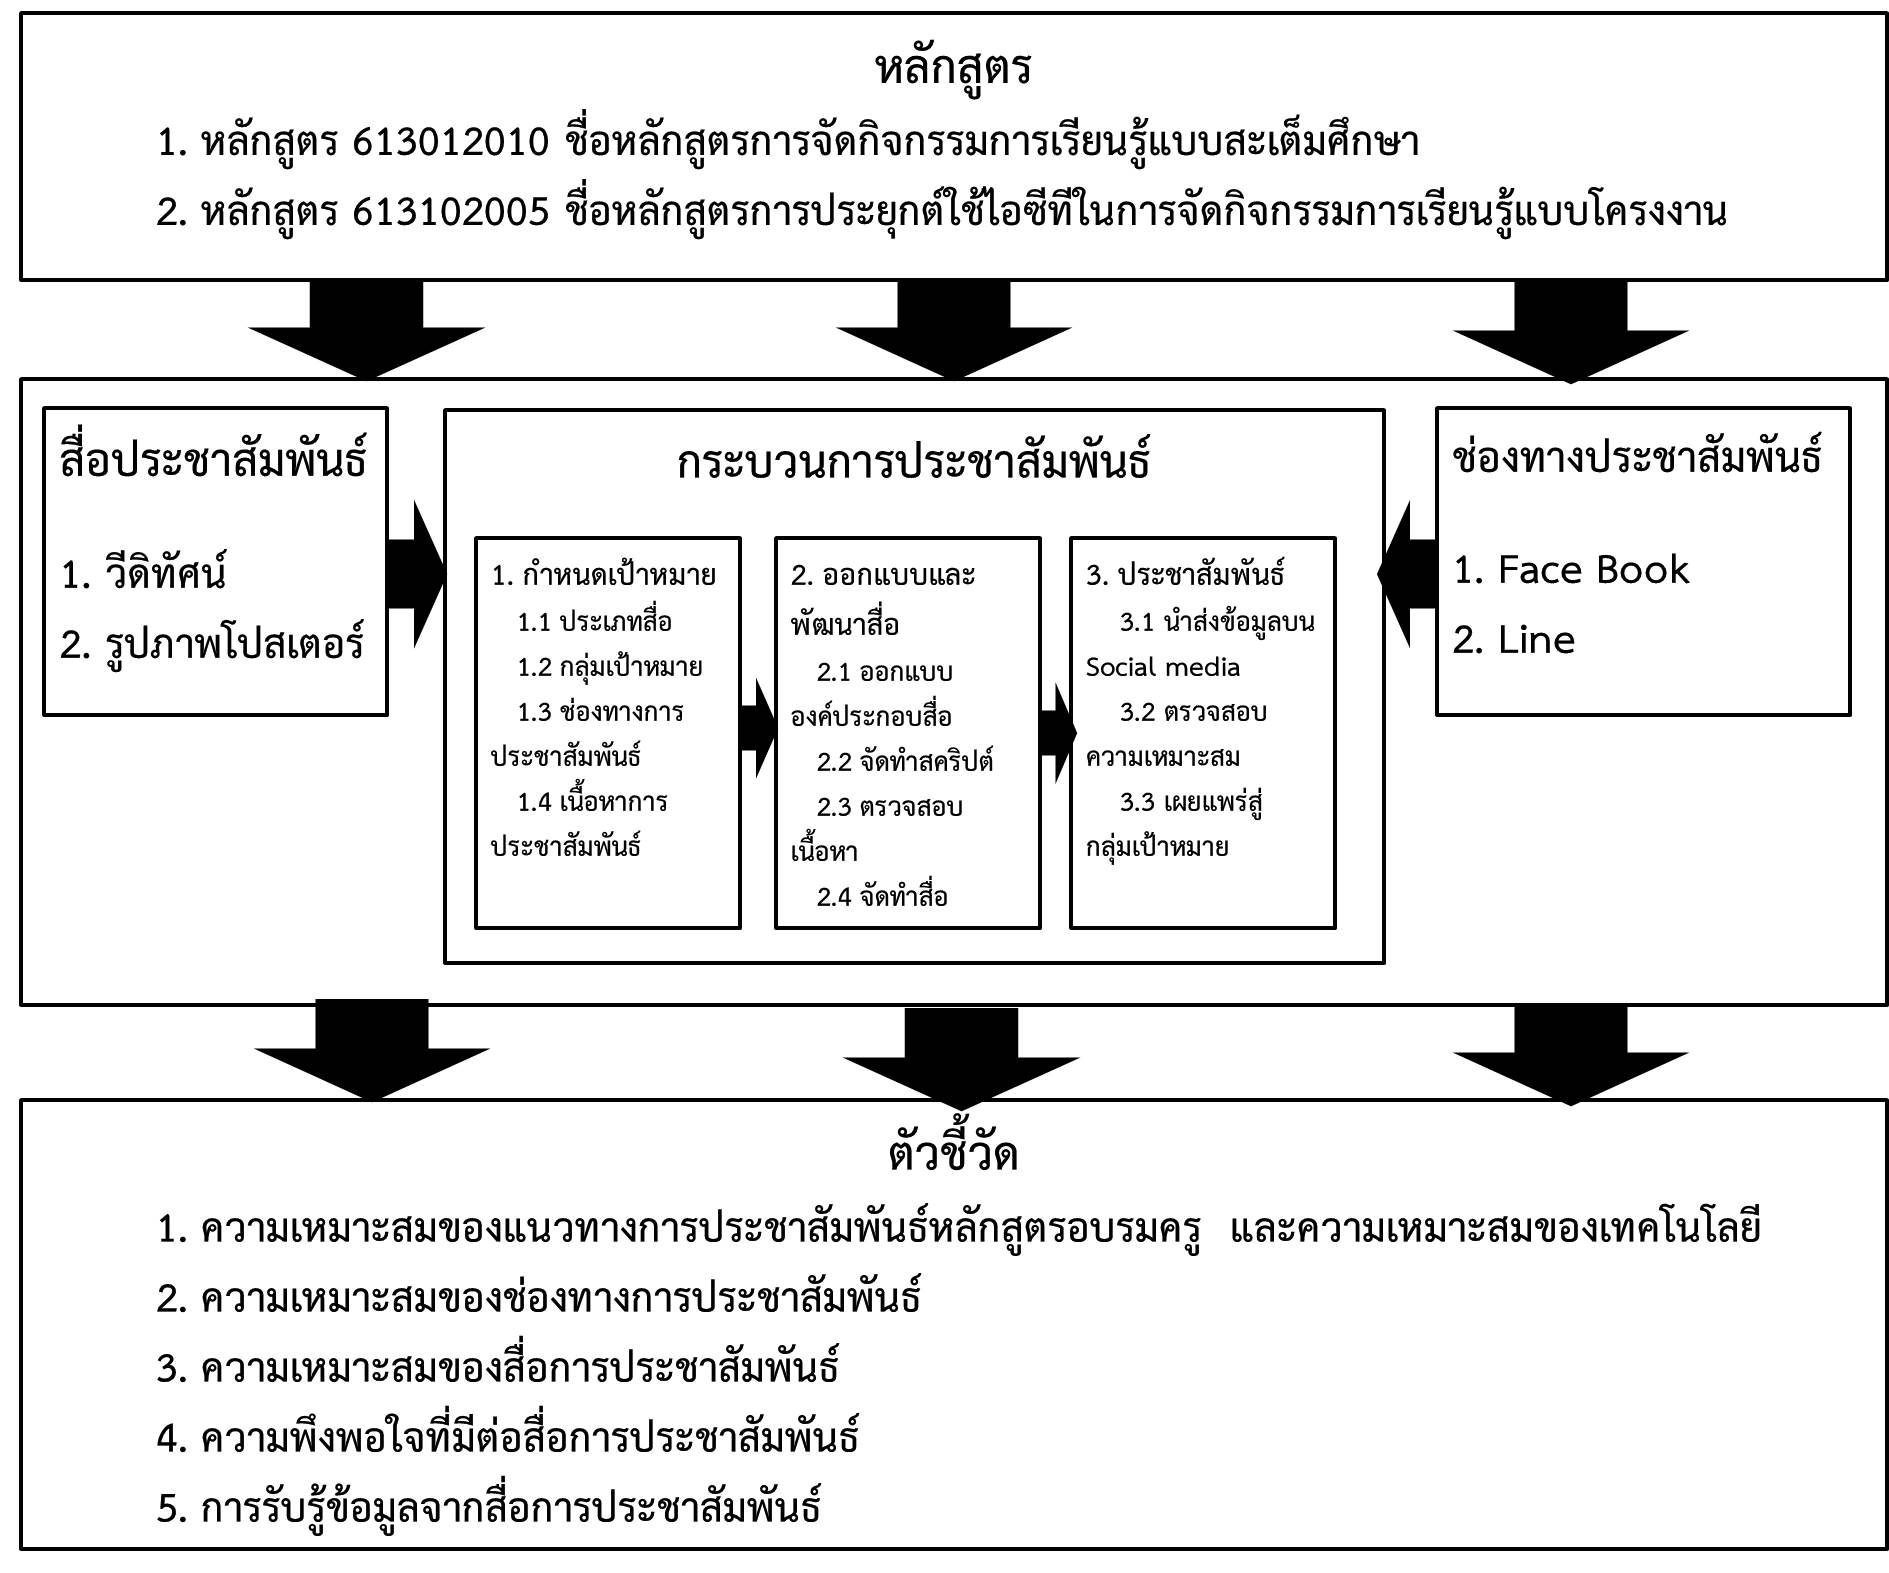 หลักสูตร
1. หลักสูตร 613012010 ชื่อหลักสูตรการจัดกิจกรรมการเรียนรู้แบบสะเต็มศึกษา
2. หลักสูตร 613102005 ชื่อหลักสูตรการประยุกต์ใช้ไอซีทีในการจัดกิจกรรมการเรียนรู้แบบโครงงาน
สื่อประชาสัมพันธ์
1. วีดิทัศน์
2. รูปภาพโปสเตอร์
กระบวนการประชาสัมพันธ์
1. กำหนดเป้าหมาย
1.1 ประเภทสื่อ
1.2 กลุ่มเป้าหมาย
1.3 ช่องทางการ
ประชาสัมพันธ์
1.4 เนื้อหาการ
ประชาสัมพันธ์
2. ออกแบบและ
พัฒนาสื่อ
2.1 ออกแบบ
องค์ประกอบสื่อ
2.2 จัดทำสคริปต์
2.3 ตรวจสอบ
เนื้อหา
2.4 จัดทำสื่อ
3. ประชาสัมพันธ์
3.1 นำส่งข้อมูลบน
Social media
3.2 ตรวจสอบ
ความเหมาะสม
3.3 เผยแพร่สู่
กลุ่มเป้าหมาย
ช่องทางประชาสัมพันธ์
1. Face Book
2. Line
ตัวชี้วัด
1. ความเหมาะสมของแนวทางการประชาสัมพันธ์หลักสูตรอบรมครู และความเหมาะสมของเทคโนโลยี
2. ความเหมาะสมของช่องทางการประชาสัมพันธ์
3. ความเหมาะสมของสื่อการประชาสัมพันธ์
4. ความพึงพอใจที่มีต่อสื่อการประชาสัมพันธ์
5. การรับรู้ข้อมูลจากสื่อการประชาสัมพันธ์